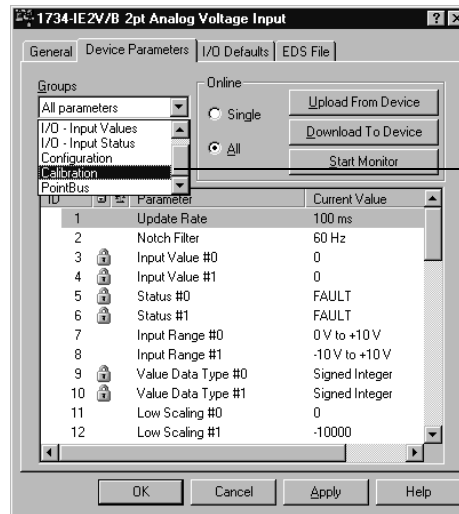 1734-IE2V/B 2pt Analog Voltage Input
General Device Parameters I/O Defaults EDS File
Groups
All parameters
I/O - Input Values
I/O - Input Status
Configuration
Calibration
PointBus
Online
Single
All
Upload From Device
Download To Device
Start Monitor
ID Parameter Current Value
1 Update Rate 100 ms
2 Notch Filter 60 Hz
3 Input Value #0 0
4 Input Value #1 0
5 Status #0 FAULT
6 Status #1 FAULT
7 Input Range #0 0 V to +10 V
8 Input Range #1 -10 V to +10 V
9 Value Data Type #0 Signed Integer
10 Value Data Type #1 Signed Integer
11 Low Scaling #0 0
12 Low Scaling #1 -10000
OK Cancel Apply Help